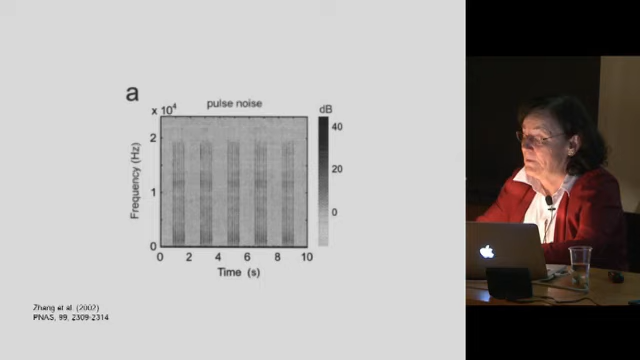 a
pulse noise
x 10⁴
dB
40
2
20
Frequency (Hz)
1
0
0
0 2 4 6 8 10
Time (s)
Zhang et al. (2002)
PNAS, 99, 2309-2314